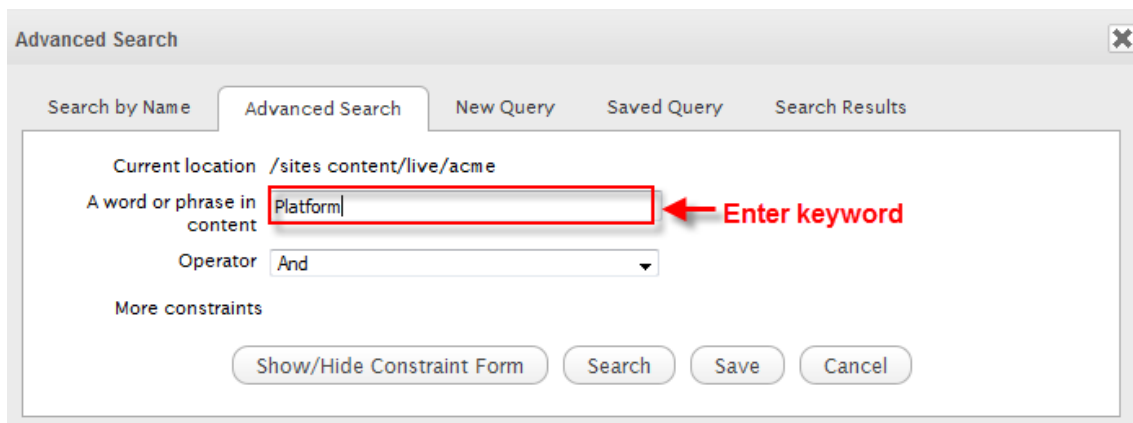 Advanced Search
Search by Name Advanced Search New Query Saved Query Search Results
Current location /sites content/live/acme
A word or phrase in
content
Platform
Enter keyword
Operator And
More constraints
Show/Hide Constraint Form Search Save Cancel